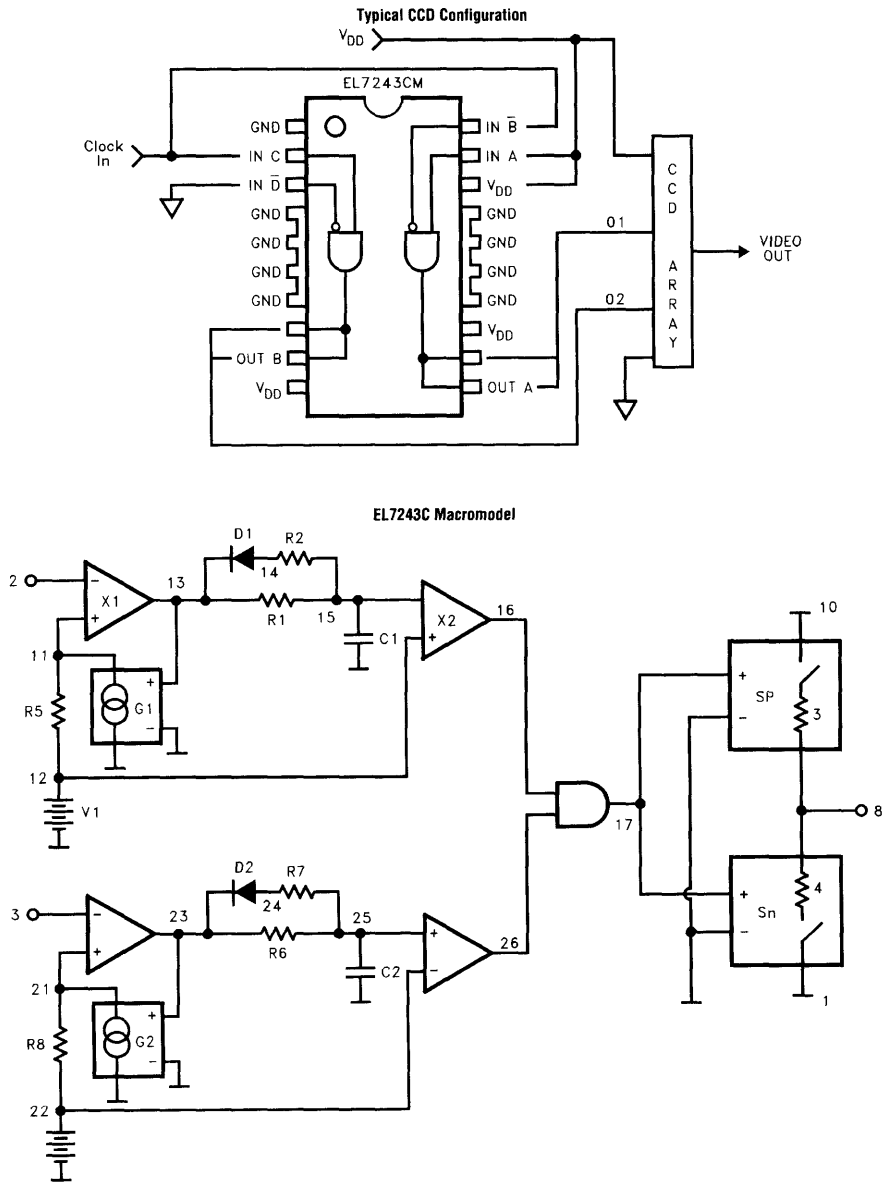 Typical CCD Configuration
VDD
EL7243CM
GND
IN B̅
Clock
In
IN C
IN A
IN D̅
VDD
GND
GND
GND
GND
GND
GND
GND
GND
VDD
OUT B
OUT A
VDD
01
02
CCD ARRAY
VIDEO
OUT
EL7243C Macromodel
D1
R2
2
−
X1
+
13
14
R1
15
C1
X2
+
16
11
R5
G1
+
−
12
V1
10
+
SP
−
3
17
8
+
Sn
−
4
1
D2
R7
3
−
+
23
24
R6
25
C2
+
−
26
21
R8
G2
+
−
22